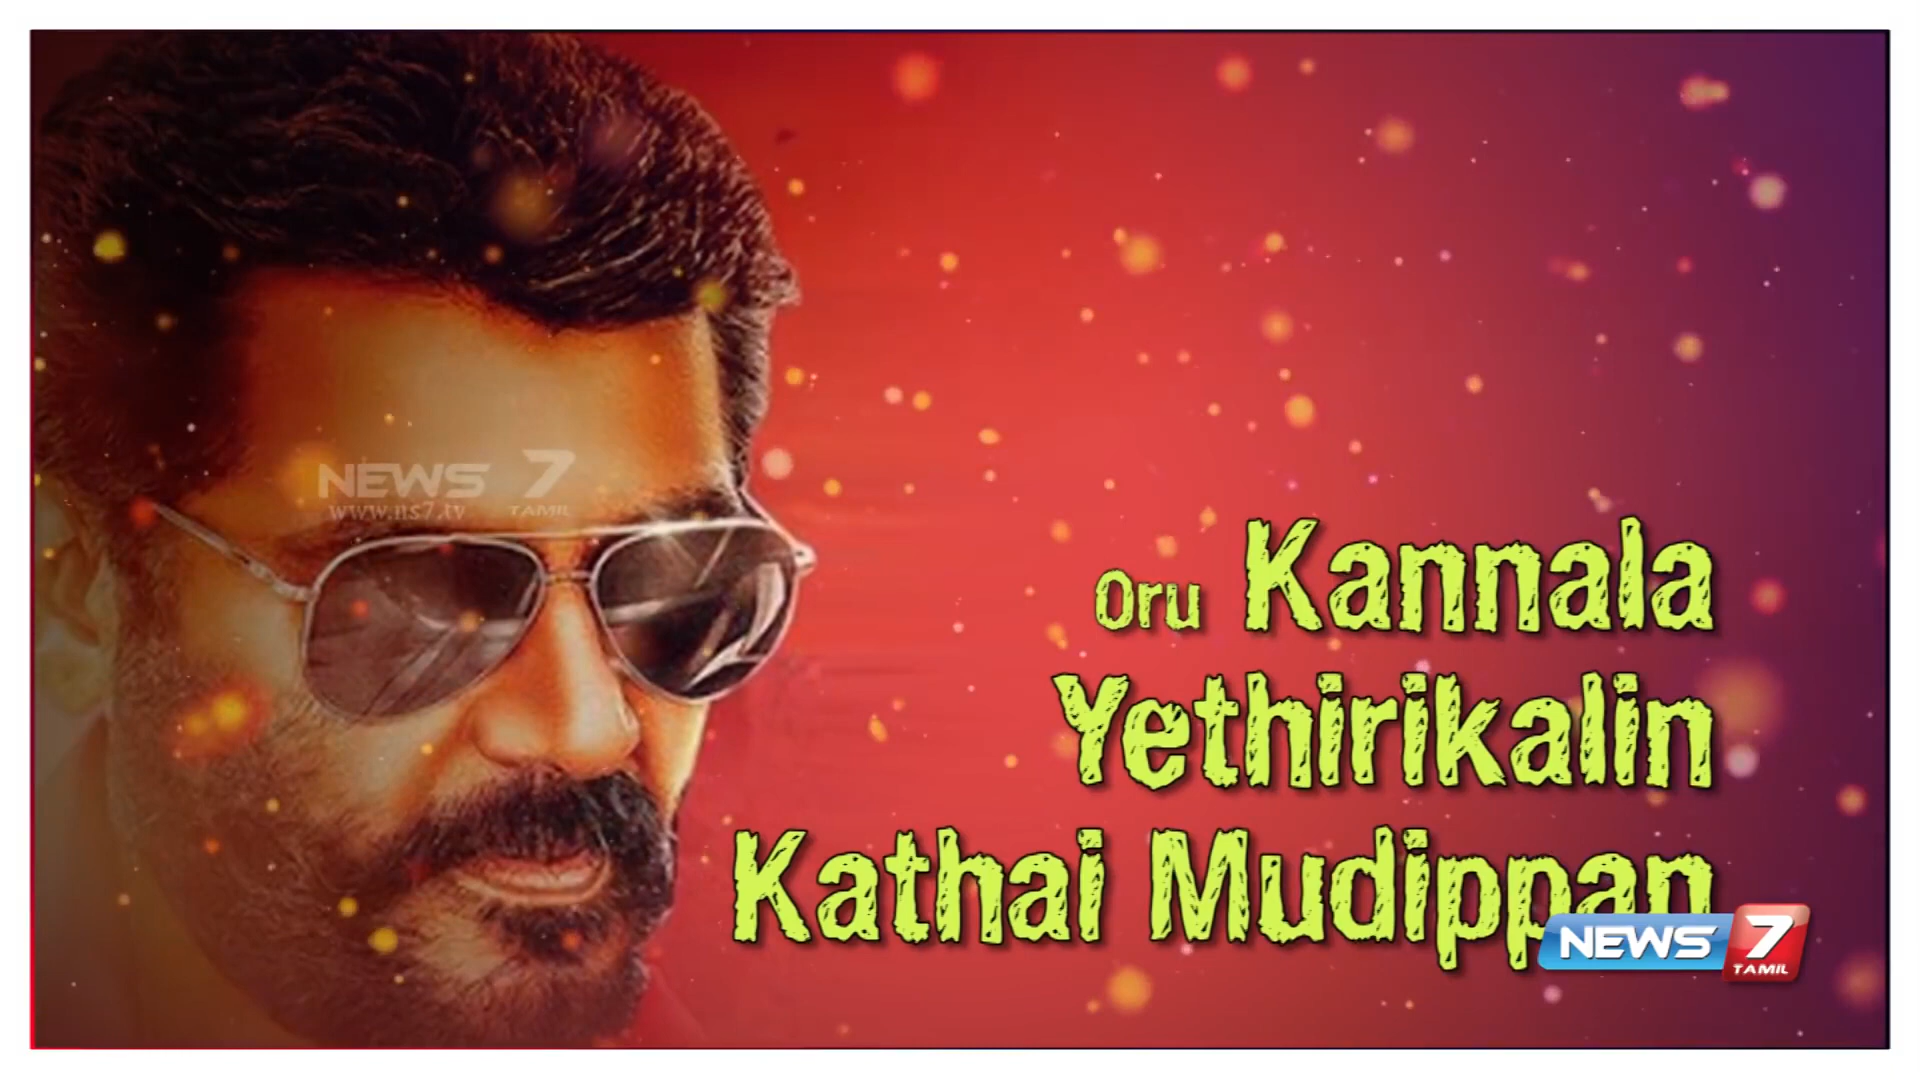 NEWS 7
www.ns7.tv TAMIL
Oru Kannala
Yethirikalin
Kathai Mudippan
NEWS 7
TAMIL